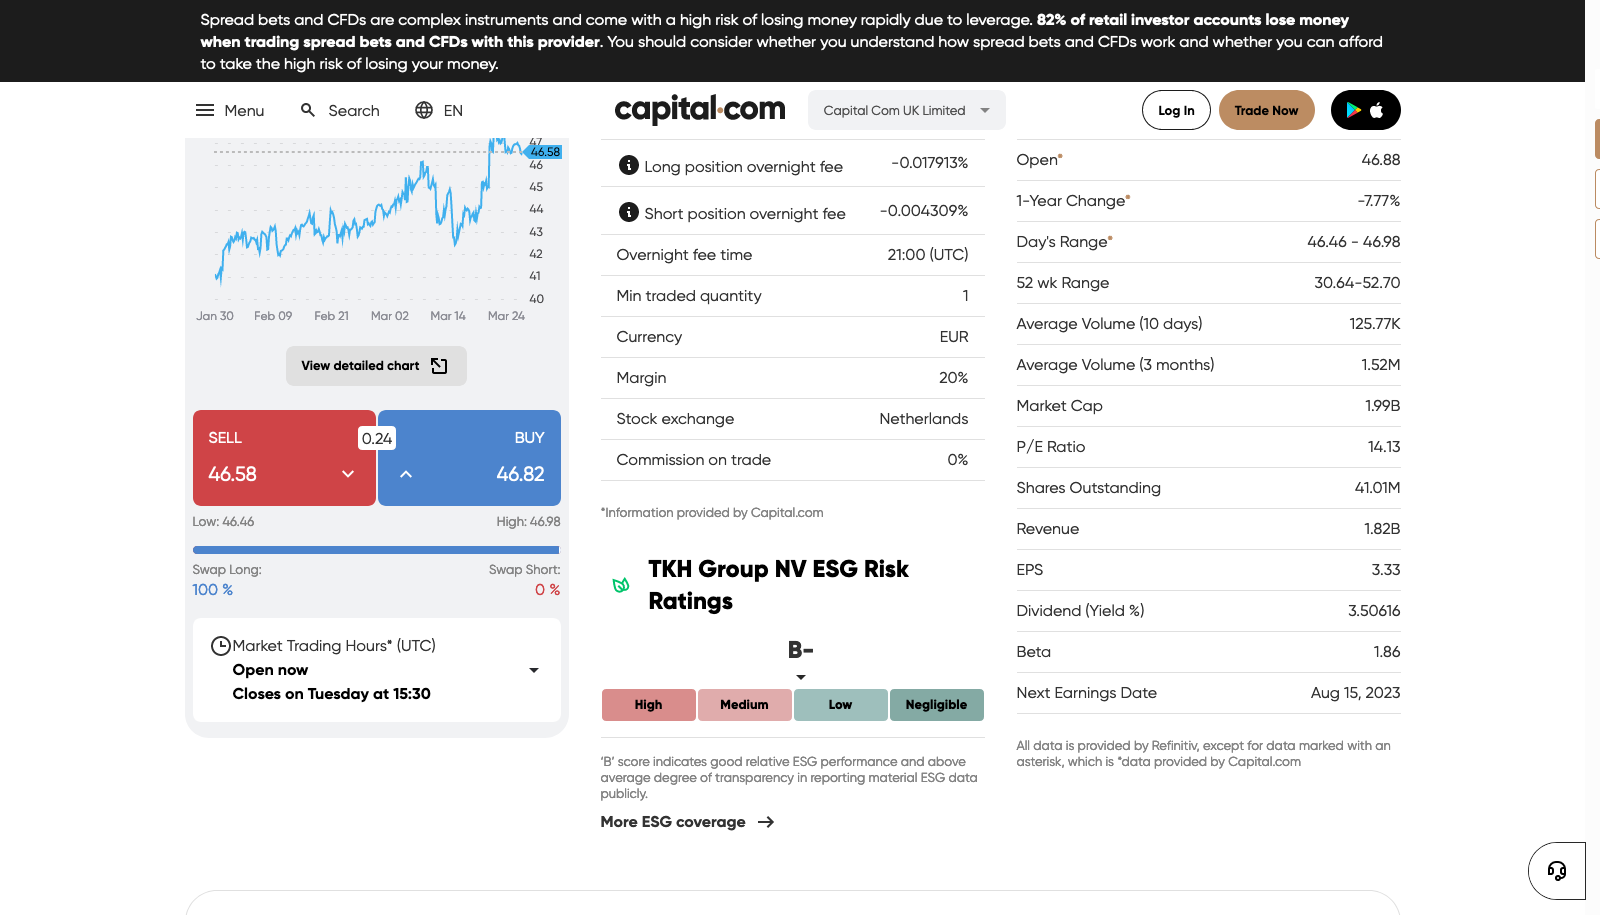 Spread bets and CFDs are complex instruments and come with a high risk of losing money rapidly due to leverage. 82% of retail investor accounts lose money
when trading spread bets and CFDs with this provider. You should consider whether you understand how spread bets and CFDs work and whether you can afford
to take the high risk of losing your money.
Menu
Search
EN
capital.com
Capital Com UK Limited
Log In
Trade Now
47
46.58
46
45
44
43
42
41
40
Jan 30 Feb 09 Feb 21 Mar 02 Mar 14 Mar 24
View detailed chart
SELL
46.58
0.24
BUY
46.82
Low: 46.46
High: 46.98
Swap Long:
100 %
Swap Short:
0 %
Market Trading Hours* (UTC)
Open now
Closes on Tuesday at 15:30
Long position overnight fee -0.017913%
Short position overnight fee -0.004309%
Overnight fee time 21:00 (UTC)
Min traded quantity 1
Currency EUR
Margin 20%
Stock exchange Netherlands
Commission on trade 0%
*Information provided by Capital.com
TKH Group NV ESG Risk
Ratings
B-
High Medium Low Negligible
'B' score indicates good relative ESG performance and above
average degree of transparency in reporting material ESG data
publicly.
More ESG coverage
Open* 46.88
1-Year Change* -7.77%
Day's Range* 46.46 - 46.98
52 wk Range 30.64-52.70
Average Volume (10 days) 125.77K
Average Volume (3 months) 1.52M
Market Cap 1.99B
P/E Ratio 14.13
Shares Outstanding 41.01M
Revenue 1.82B
EPS 3.33
Dividend (Yield %) 3.50616
Beta 1.86
Next Earnings Date Aug 15, 2023
All data is provided by Refinitiv, except for data marked with an
asterisk, which is *data provided by Capital.com